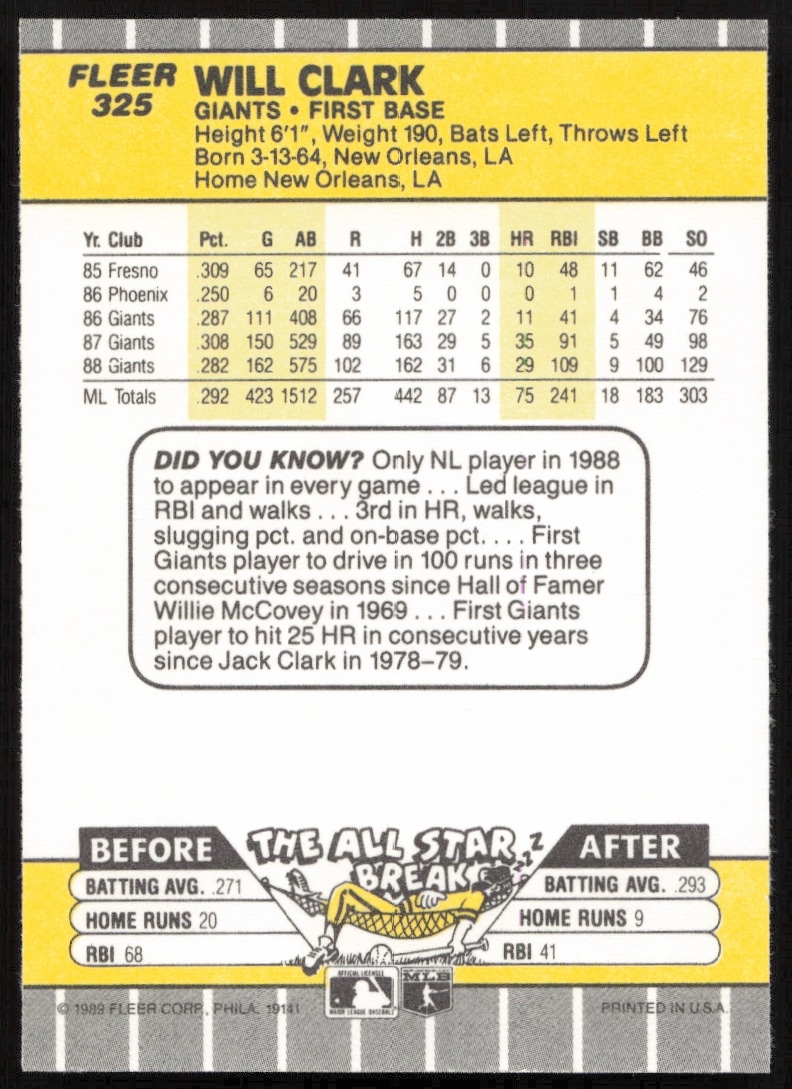 FLEER
325
WILL CLARK
GIANTS • FIRST BASE
Height 6'1", Weight 190, Bats Left, Throws Left
Born 3-13-64, New Orleans, LA
Home New Orleans, LA
Yr. Club Pct. G AB R H 2B 3B HR RBI SB BB SO
85 Fresno .309 65 217 41 67 14 0 10 48 11 62 46
86 Phoenix .250 6 20 3 5 0 0 0 1 1 4 2
86 Giants .287 111 408 66 117 27 2 11 41 4 34 76
87 Giants .308 150 529 89 163 29 5 35 91 5 49 98
88 Giants .282 162 575 102 162 31 6 29 109 9 100 129
ML Totals .292 423 1512 257 442 87 13 75 241 18 183 303
DID YOU KNOW? Only NL player in 1988
to appear in every game . . . Led league in
RBI and walks . . . 3rd in HR, walks,
slugging pct. and on-base pct. . . . First
Giants player to drive in 100 runs in three
consecutive seasons since Hall of Famer
Willie McCovey in 1969 . . . First Giants
player to hit 25 HR in consecutive years
since Jack Clark in 1978–79.
BEFORE THE ALL STAR BREAK ZZZ AFTER
BATTING AVG. .271 BATTING AVG. .293
HOME RUNS 20 HOME RUNS 9
RBI 68 RBI 41
OFFICIAL LICENSEE
MAJOR LEAGUE BASEBALL
MLB
© 1989 FLEER CORP., PHILA. 19141 PRINTED IN U.S.A.